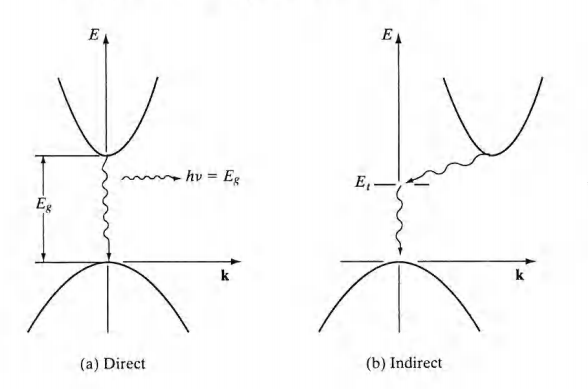 E
hν = E_g
E_g
k
(a) Direct
E
E_t
k
(b) Indirect